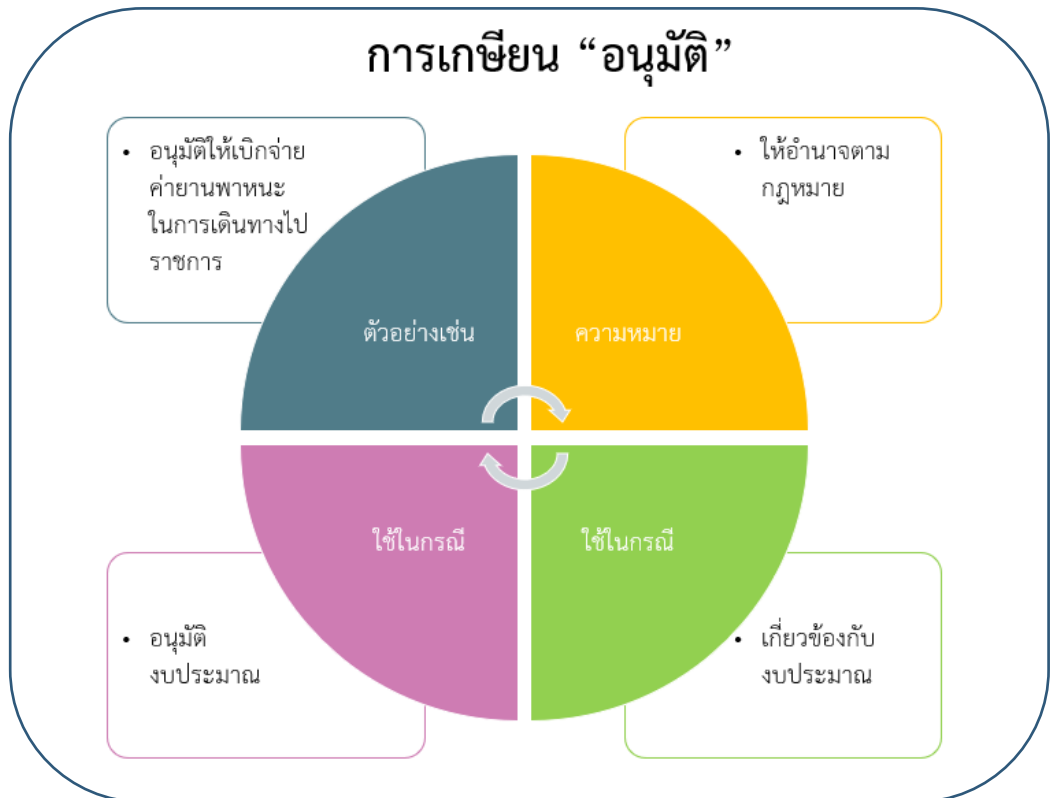 การเกษียน “อนุมัติ”
• อนุมัติให้เบิกจ่าย
ค่ายานพาหนะ
ในการเดินทางไป
ราชการ
• ให้อำนาจตาม
กฎหมาย
ตัวอย่างเช่น
ความหมาย
ใช้ในกรณี
ใช้ในกรณี
• อนุมัติ
งบประมาณ
• เกี่ยวข้องกับ
งบประมาณ